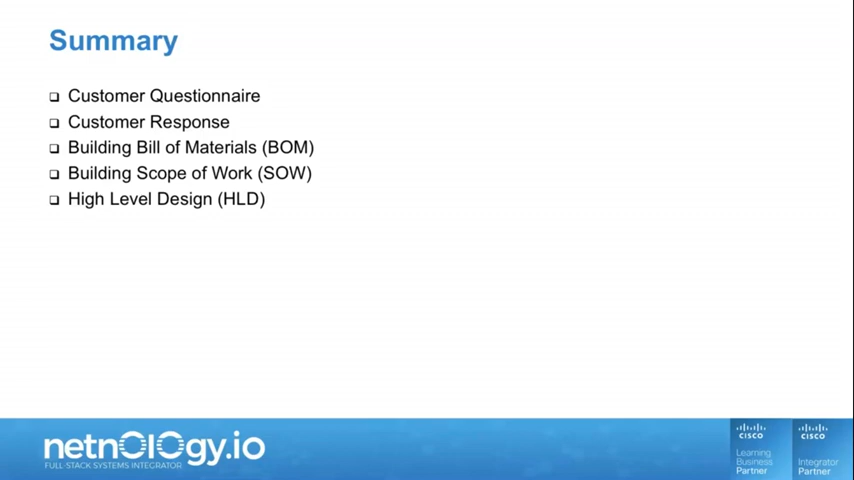 Summary
Customer Questionnaire
Customer Response
Building Bill of Materials (BOM)
Building Scope of Work (SOW)
High Level Design (HLD)
netnOlOgy.io
FULL-STACK SYSTEMS INTEGRATOR
CISCO
Learning
Business
Partner
CISCO
Integrator
Partner